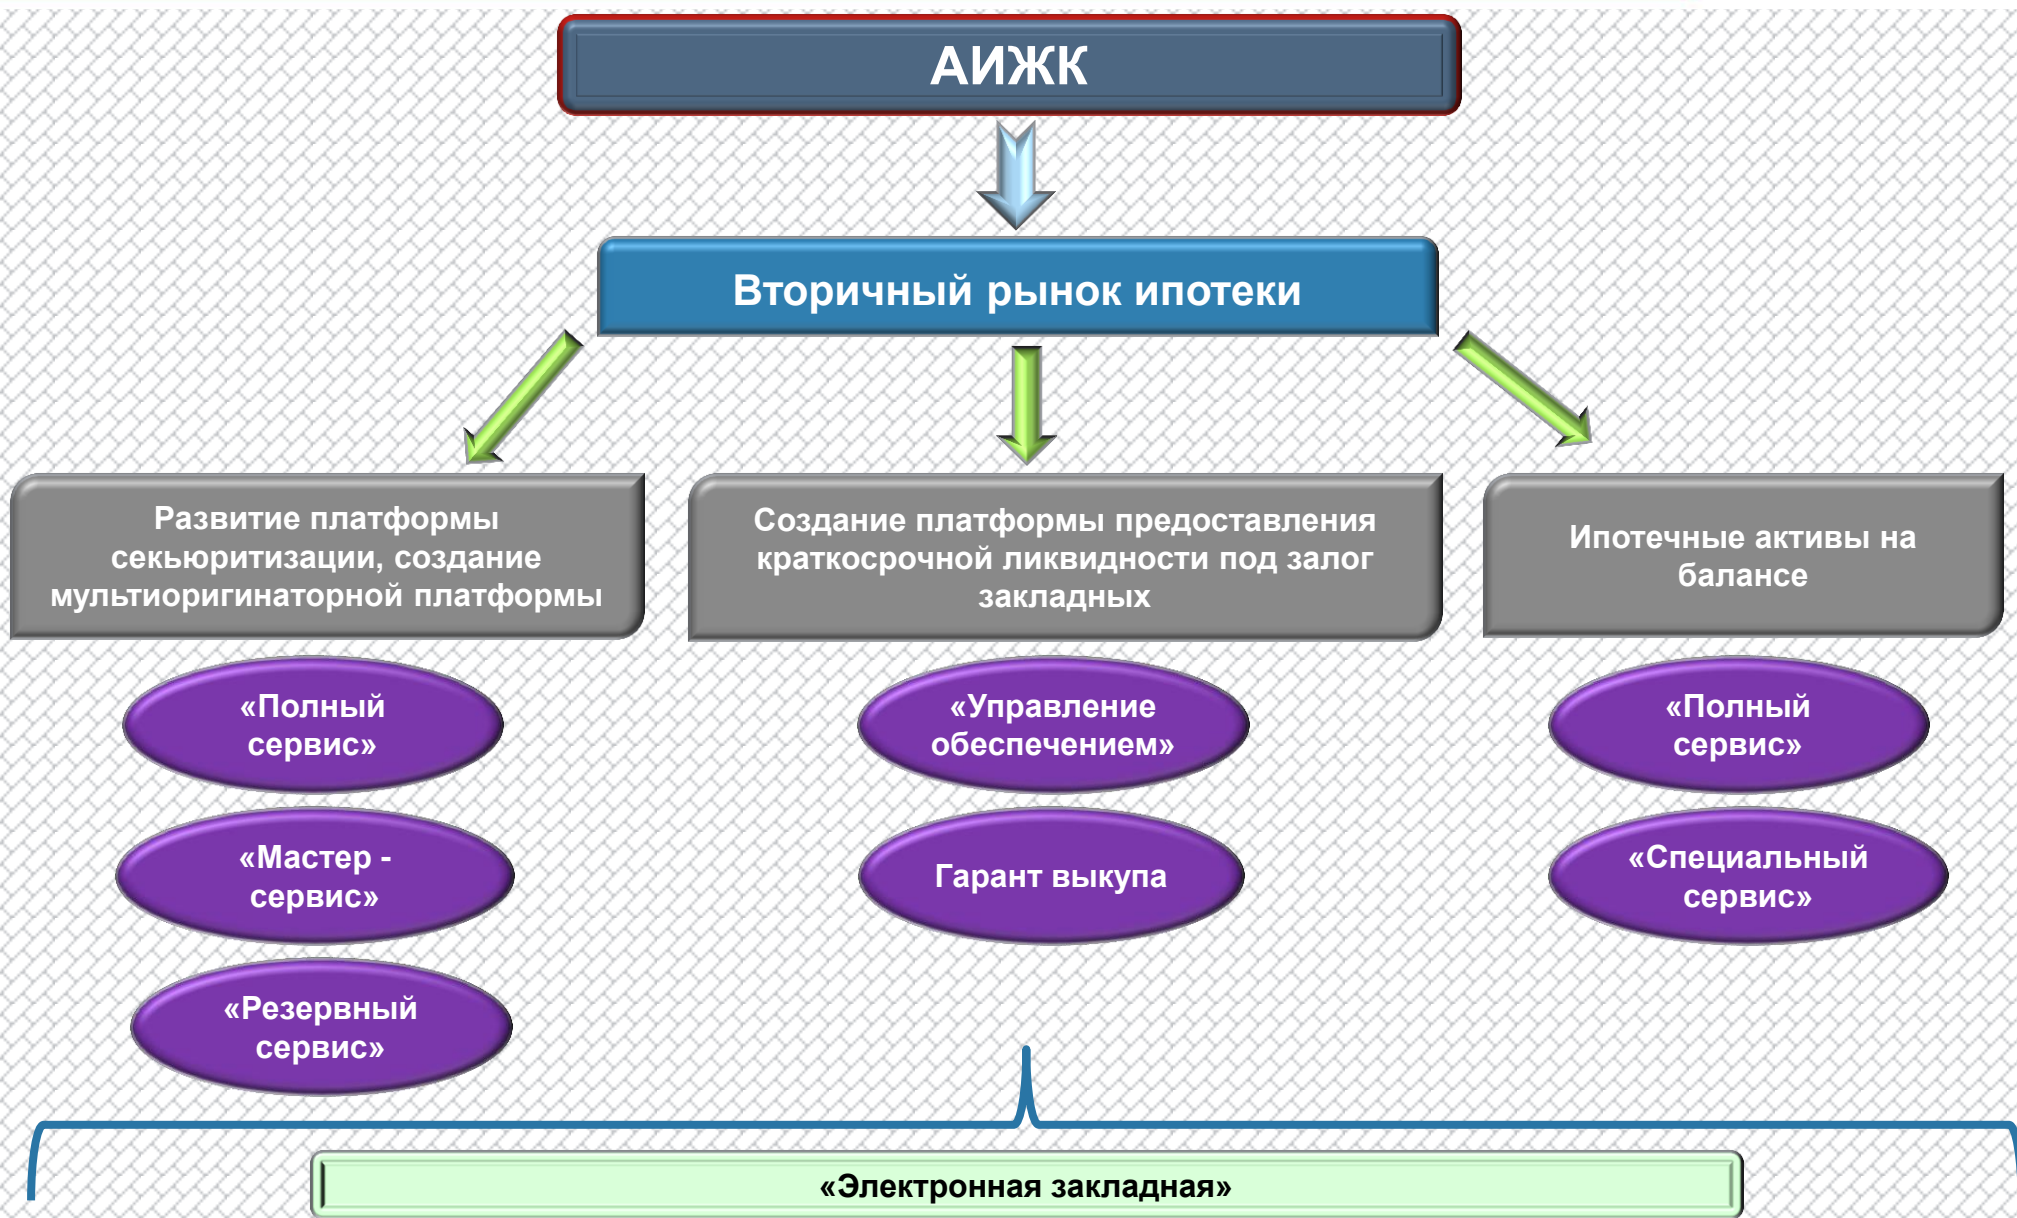 АИЖК
Вторичный рынок ипотеки
Развитие платформы
секьюритизации, создание
мультиоригинаторной платформы
Создание платформы предоставления
краткосрочной ликвидности под залог
закладных
Ипотечные активы на
балансе
«Полный
сервис»
«Управление
обеспечением»
«Полный
сервис»
«Мастер -
сервис»
Гарант выкупа
«Специальный
сервис»
«Резервный
сервис»
«Электронная закладная»